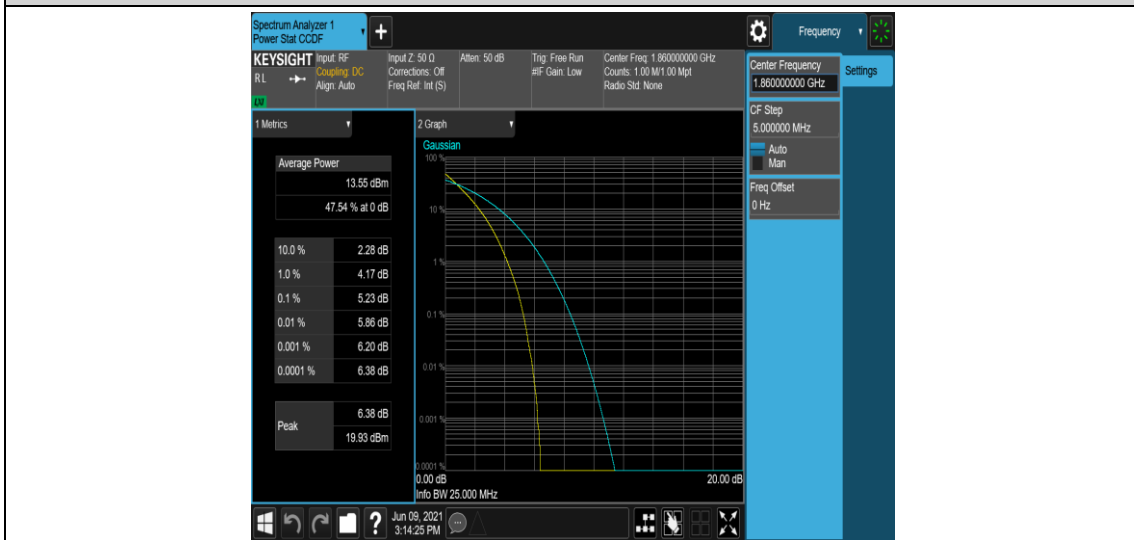 Spectrum Analyzer 1
Power Stat CCDF
+
Frequency
KEYSIGHT
RL
LXI
Input: RF
Coupling: DC
Align: Auto
Input Z: 50 Ω
Corrections: Off
Freq Ref: Int (S)
Atten: 50 dB
Trig: Free Run
#IF Gain: Low
Center Freq: 1.860000000 GHz
Counts: 1.00 M/1.00 Mpt
Radio Std: None
Center Frequency
1.860000000 GHz
Settings
CF Step
5.000000 MHz
Auto
Man
Freq Offset
0 Hz
1 Metrics
Average Power
13.55 dBm
47.54 % at 0 dB
10.0 % 2.28 dB
1.0 % 4.17 dB
0.1 % 5.23 dB
0.01 % 5.86 dB
0.001 % 6.20 dB
0.0001 % 6.38 dB
Peak
6.38 dB
19.93 dBm
2 Graph
Gaussian
100 %
10 %
1 %
0.1 %
0.01 %
0.001 %
0.0001 %
0.00 dB 20.00 dB
Info BW 25.000 MHz
?
Jun 09, 2021
3:14:25 PM